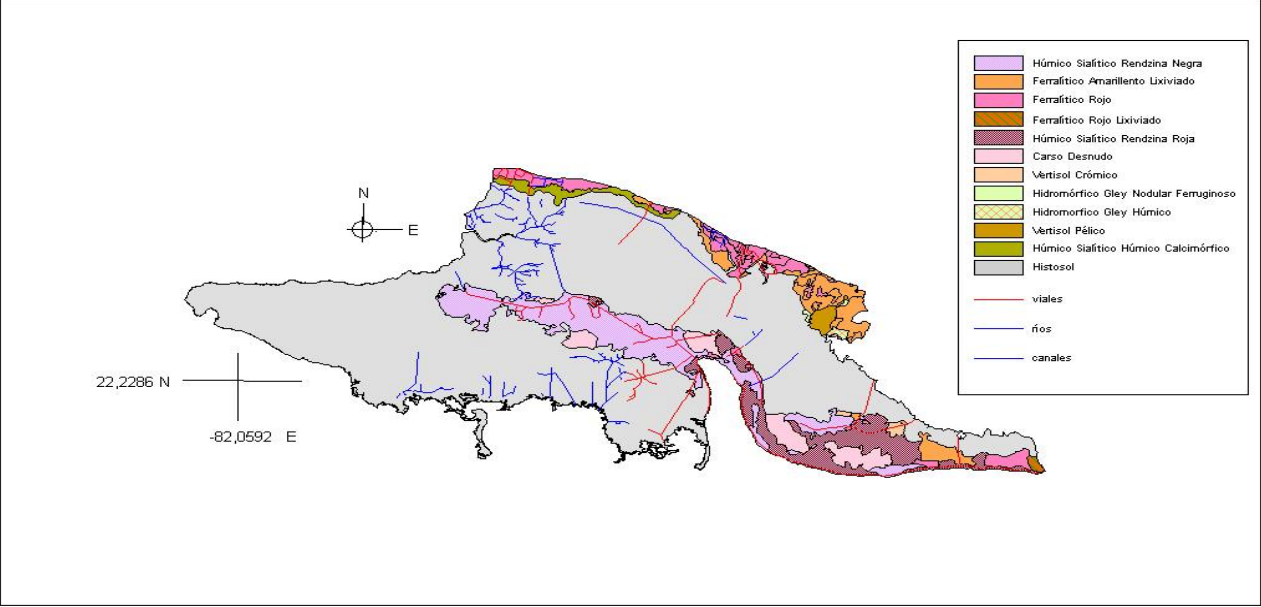 Húmico Sialítico Rendzina Negra
Ferralítico Amarillento Lixiviado
Ferralítico Rojo
Ferralítico Rojo Lixiviado
Húmico Sialítico Rendzina Roja
Carso Desnudo
Vertisol Crómico
Hidromórfico Gley Nodular Ferruginoso
Hidromorfico Gley Húmico
Vertisol Pélico
Húmico Sialítico Húmico Calcimórfico
Histosol
viales
ríos
canales
N
E
22,2286 N
-82,0592 E